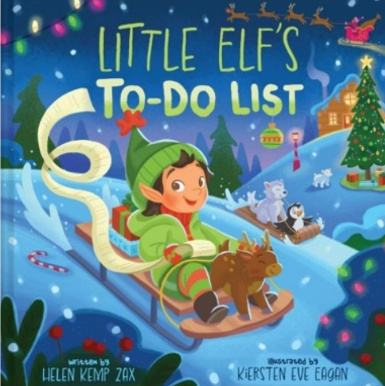 LITTLE ELF'S
TO-DO LIST
written by
HELEN KEMP ZAX
illustrated by
KIERSTEN EVE EAGAN